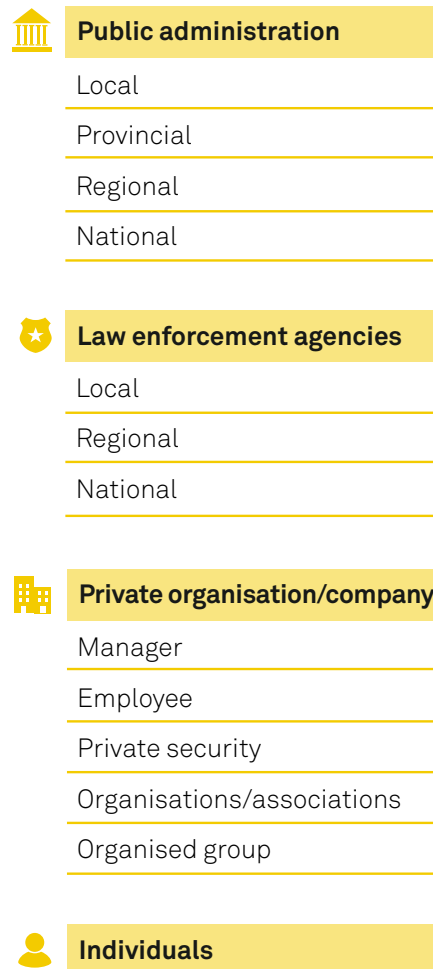 Public administration
Local
Provincial
Regional
National
Law enforcement agencies
Local
Regional
National
Private organisation/company
Manager
Employee
Private security
Organisations/associations
Organised group
Individuals